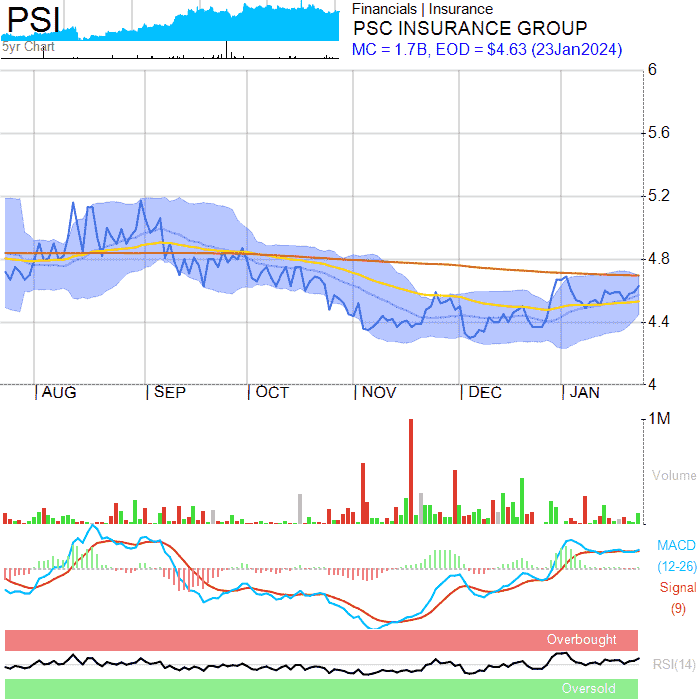 PSI
5yr Chart
Financials | Insurance
PSC INSURANCE GROUP
MC = 1.7B, EOD = $4.63 (23Jan2024)
6
5.6
5.2
4.8
4.4
4
AUG SEP OCT NOV DEC JAN
1M
Volume
MACD
(12-26)
Signal
(9)
Overbought
RSI(14)
Oversold